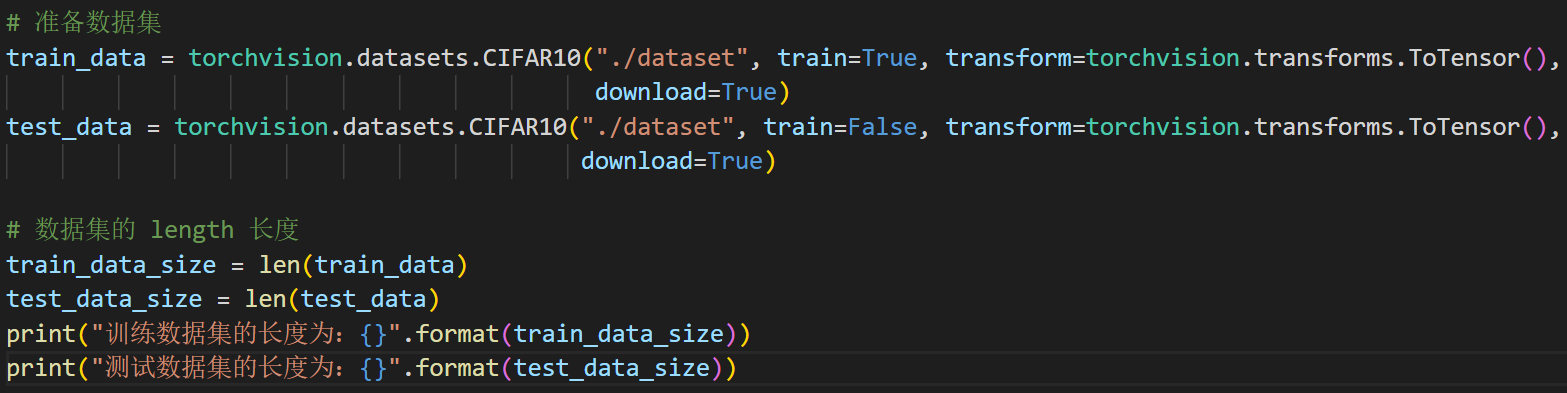 # 准备数据集
train_data = torchvision.datasets.CIFAR10("./dataset", train=True, transform=torchvision.transforms.ToTensor(),
download=True)
test_data = torchvision.datasets.CIFAR10("./dataset", train=False, transform=torchvision.transforms.ToTensor(),
download=True)
# 数据集的 length 长度
train_data_size = len(train_data)
test_data_size = len(test_data)
print("训练数据集的长度为：{}".format(train_data_size))
print("测试数据集的长度为：{}".format(test_data_size))